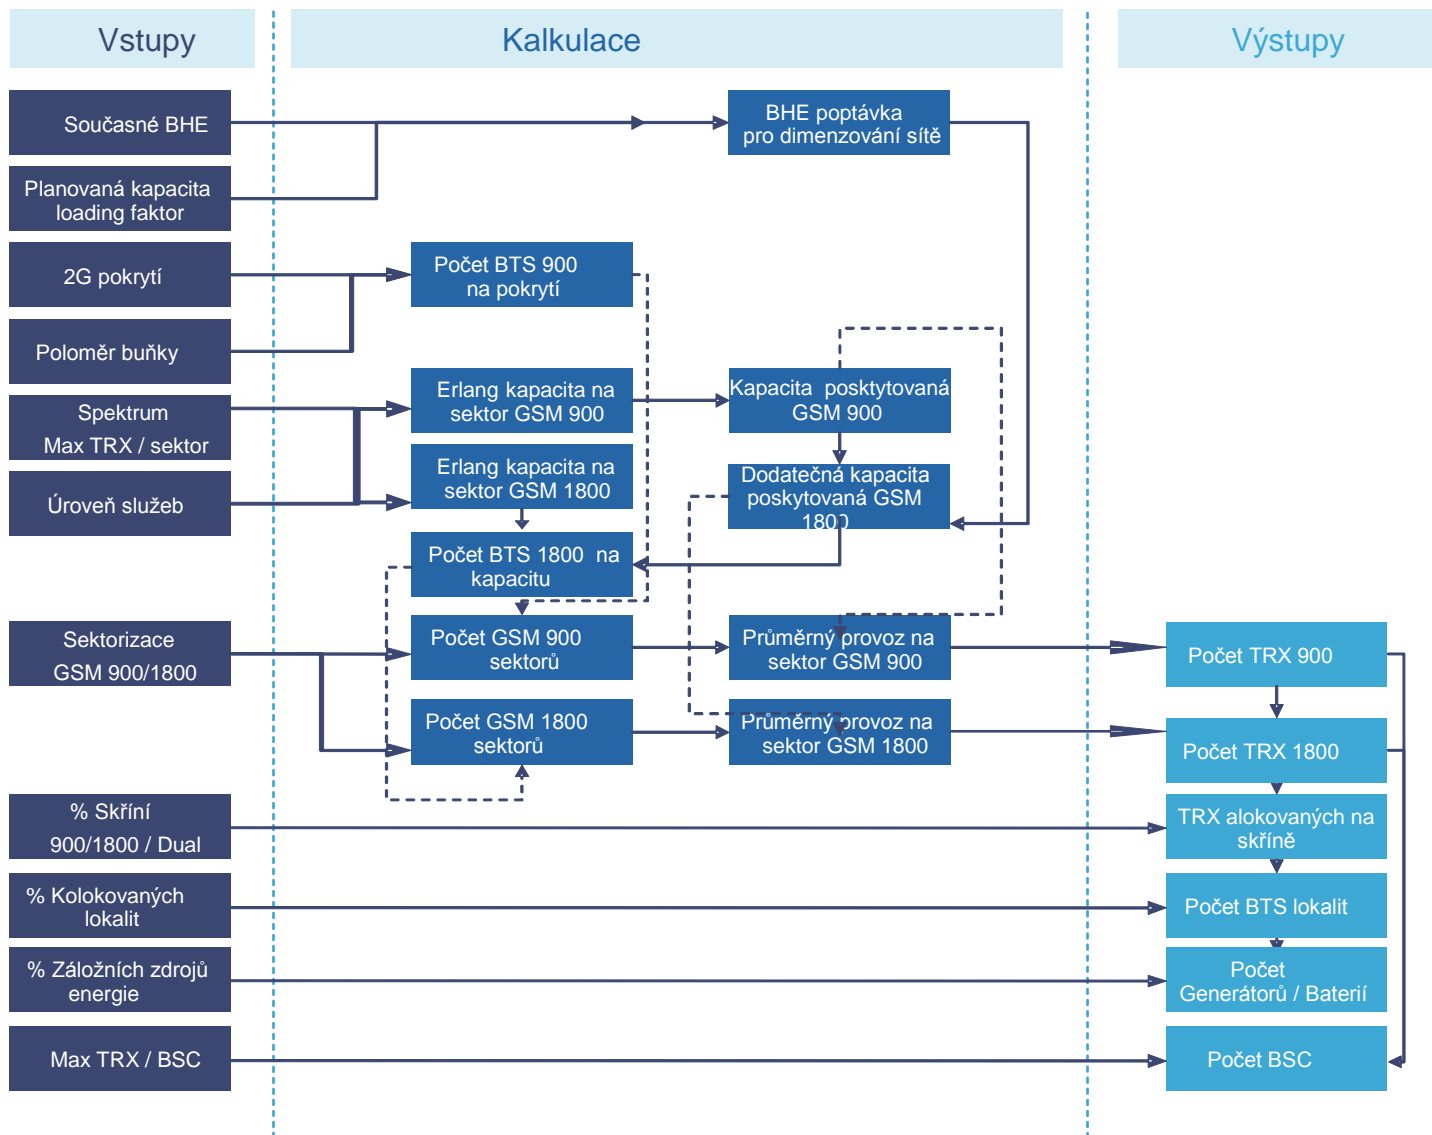 Vstupy
Kalkulace
Výstupy
Současné BHE
BHE poptávka
pro dimenzování sítě
Planovaná kapacita
loading faktor
2G pokrytí
Počet BTS 900
na pokrytí
Poloměr buňky
Spektrum
Max TRX / sektor
Erlang kapacita na
sektor GSM 900
Kapacita poskytovaná
GSM 900
Erlang kapacita na
sektor GSM 1800
Dodatečná kapacita
poskytovaná GSM
1800
Úroveň služeb
Počet BTS 1800 na
kapacitu
Sektorizace
GSM 900/1800
Počet GSM 900
sektorů
Průměrný provoz na
sektor GSM 900
Počet TRX 900
Počet GSM 1800
sektorů
Průměrný provoz na
sektor GSM 1800
Počet TRX 1800
% Skříní
900/1800 / Dual
TRX alokovaných na
skříně
% Kolokovaných
lokalit
Počet BTS lokalit
% Záložních zdrojů
energie
Počet
Generátorů / Baterií
Max TRX / BSC
Počet BSC